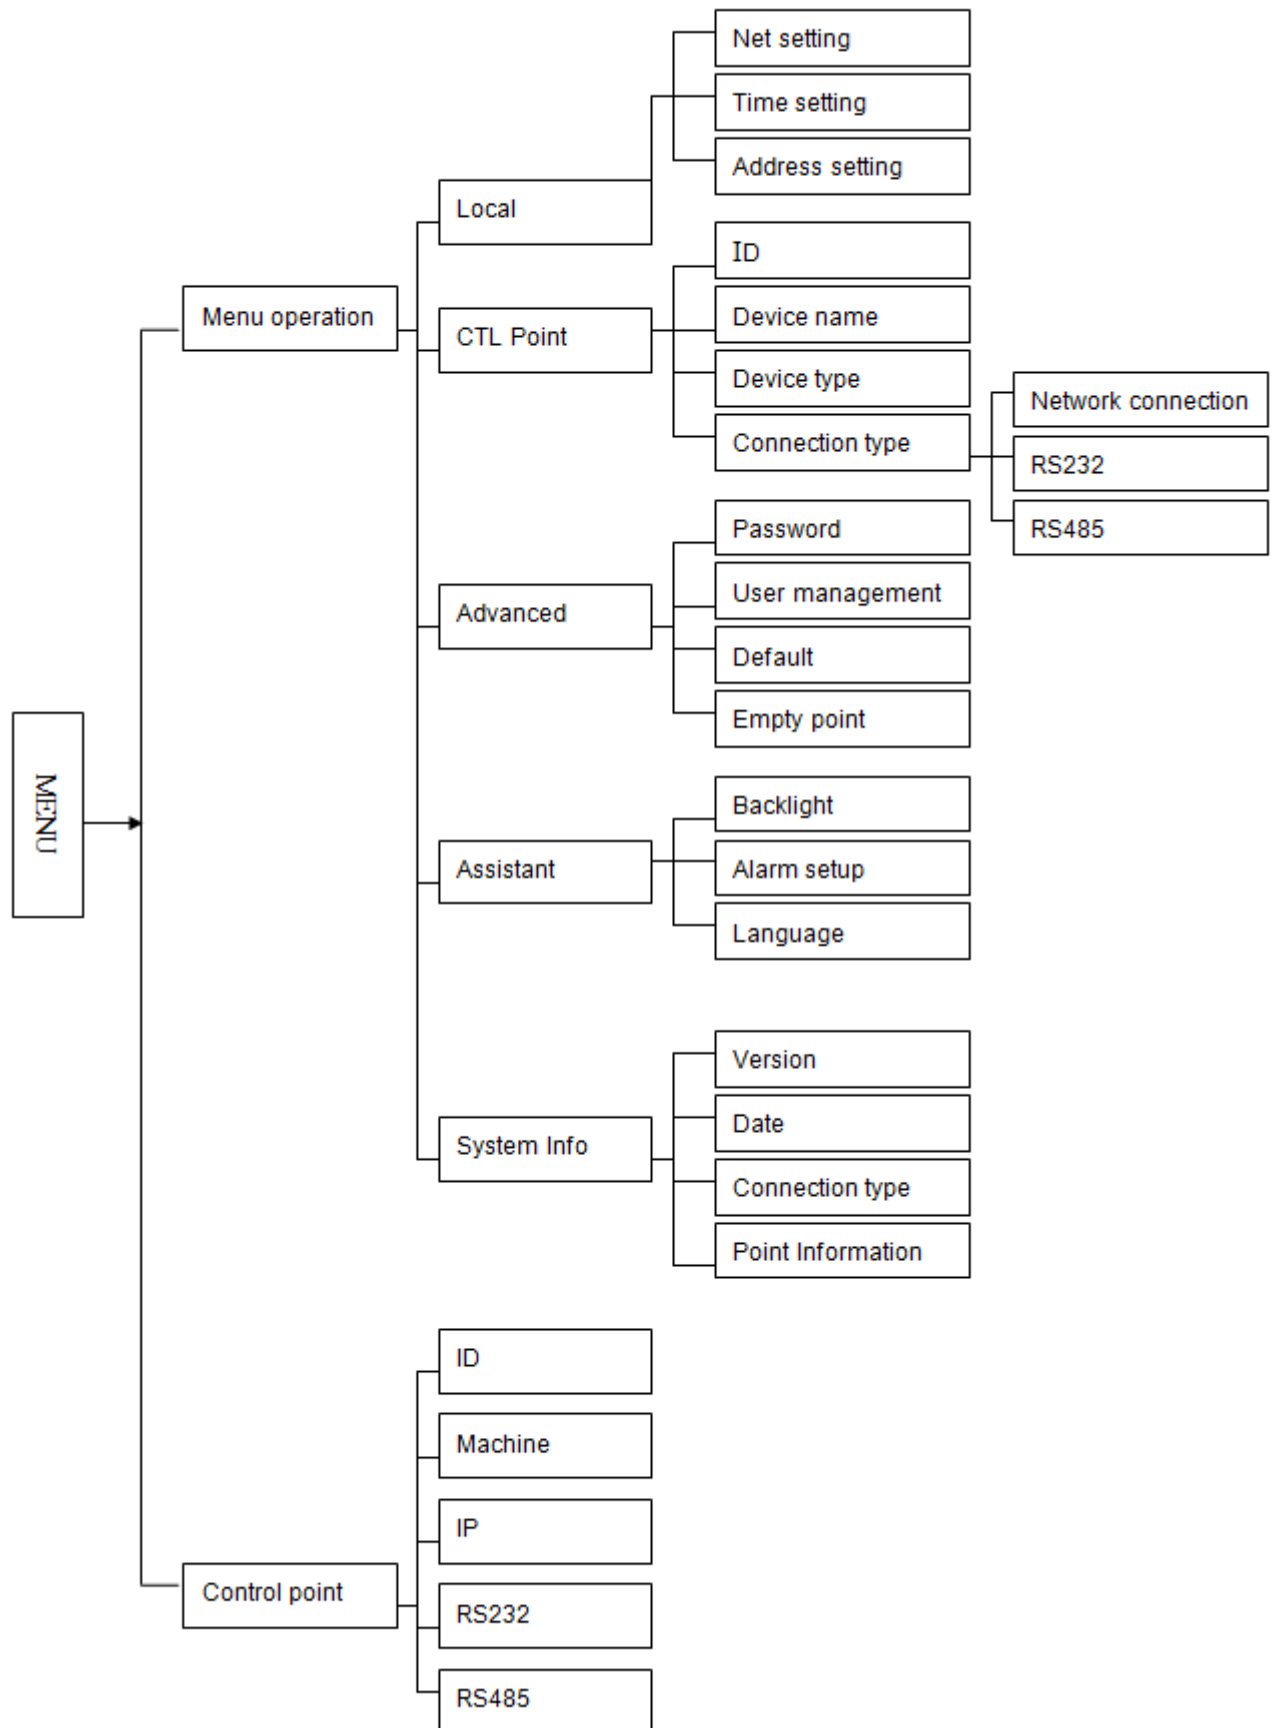 Net setting
Time setting
Address setting
Local
ID
Menu operation
Device name
CTL Point
Device type
Network connection
Connection type
RS232
RS485
Password
User management
Advanced
Default
Empty point
MENU
Backlight
Alarm setup
Assistant
Language
Version
Date
System Info
Connection type
Point Information
ID
Machine
IP
Control point
RS232
RS485